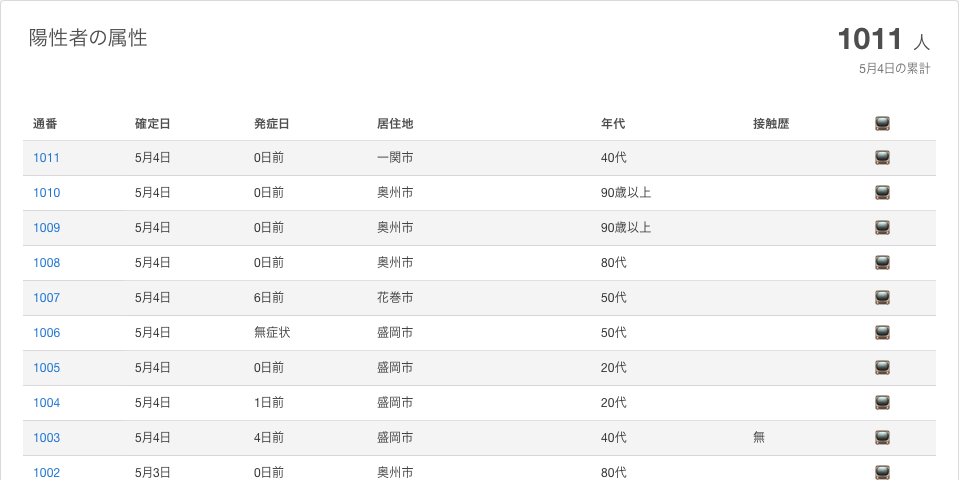 陽性者の属性
1011 人
5月4日の累計
通番 確定日 発症日 居住地 年代 接触歴
1011 5月4日 0日前 一関市 40代
1010 5月4日 0日前 奥州市 90歳以上
1009 5月4日 0日前 奥州市 90歳以上
1008 5月4日 0日前 奥州市 80代
1007 5月4日 6日前 花巻市 50代
1006 5月4日 無症状 盛岡市 50代
1005 5月4日 0日前 盛岡市 20代
1004 5月4日 1日前 盛岡市 20代
1003 5月4日 4日前 盛岡市 40代 無
1002 5月3日 0日前 奥州市 80代